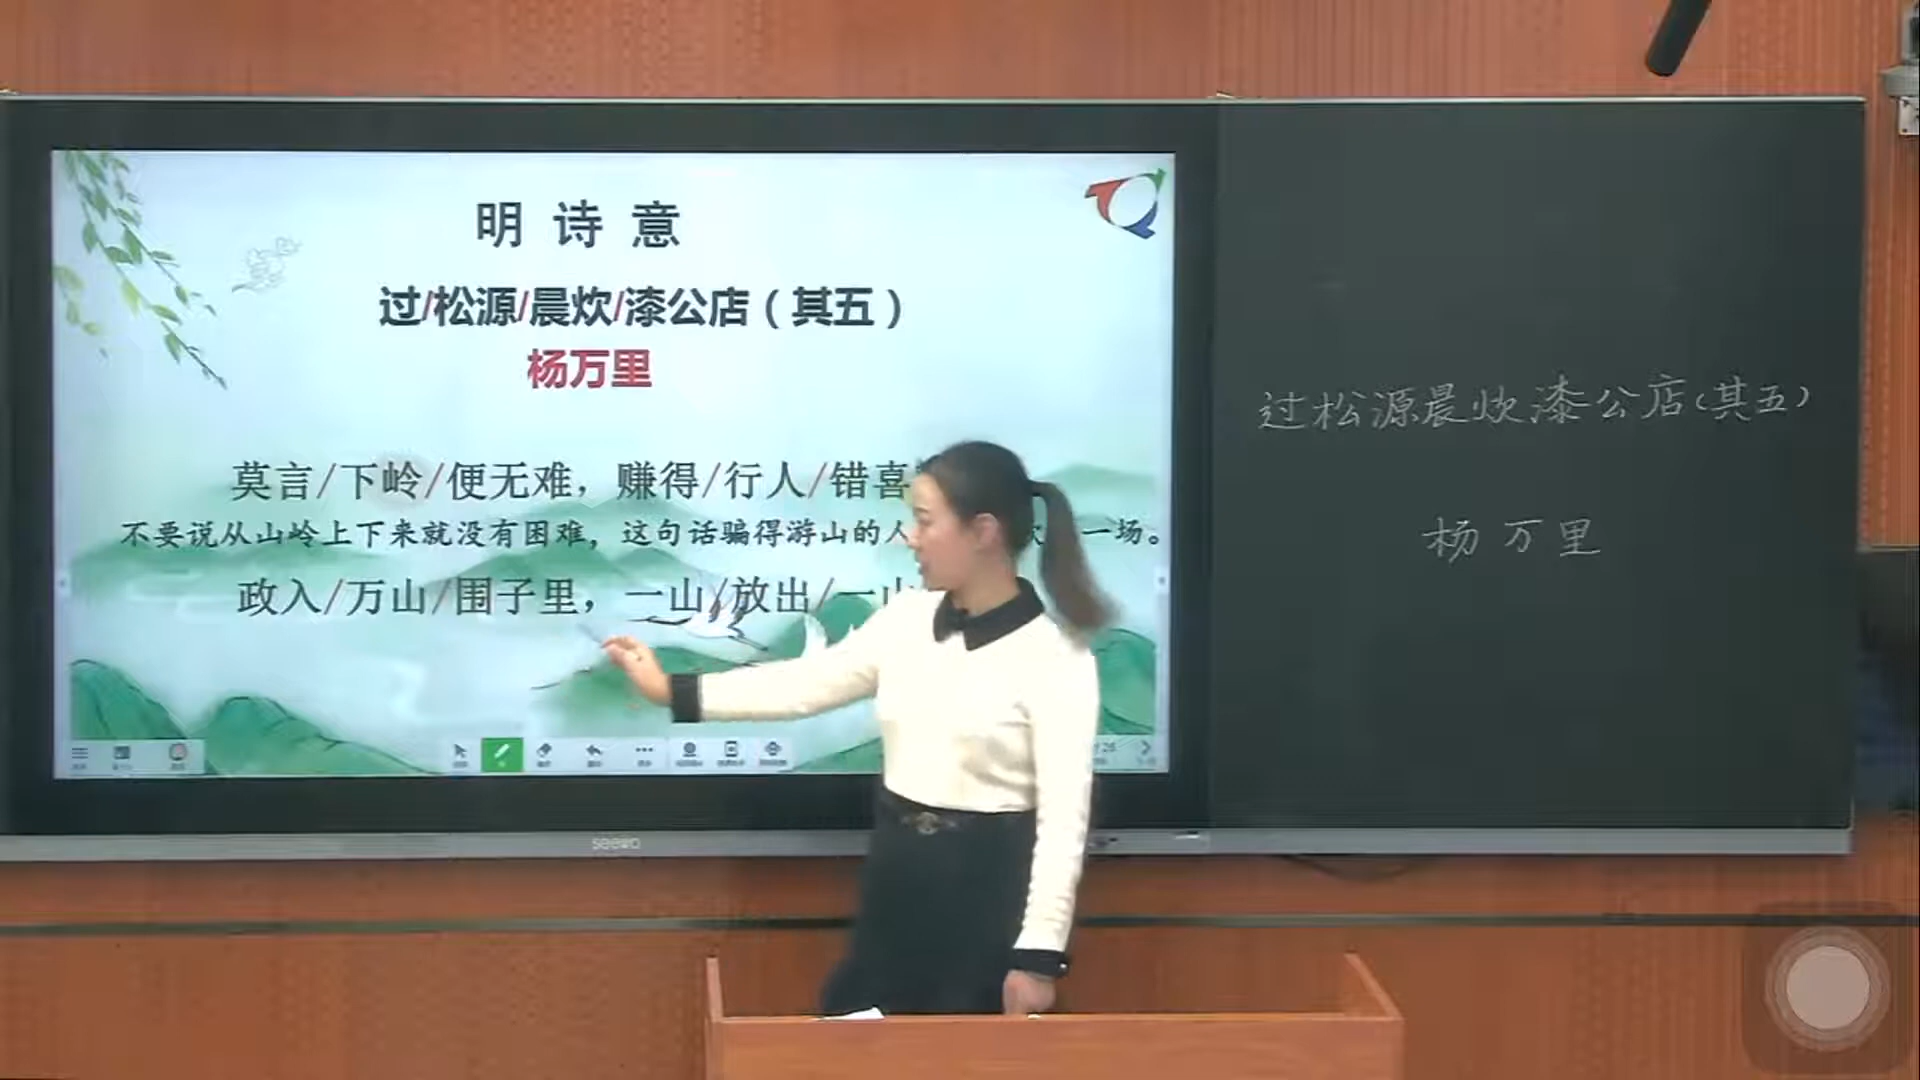 明诗意
过/松源/晨炊/漆公店（其五）
杨万里
莫言/下岭/便无难，赚得/行人/错喜
不要说从山岭上下来就没有困难，这句话骗得游山的人 一场。
政入/万山/围子里，一山/放出/一山
seewo
过松源晨炊漆公店(其五)
杨万里